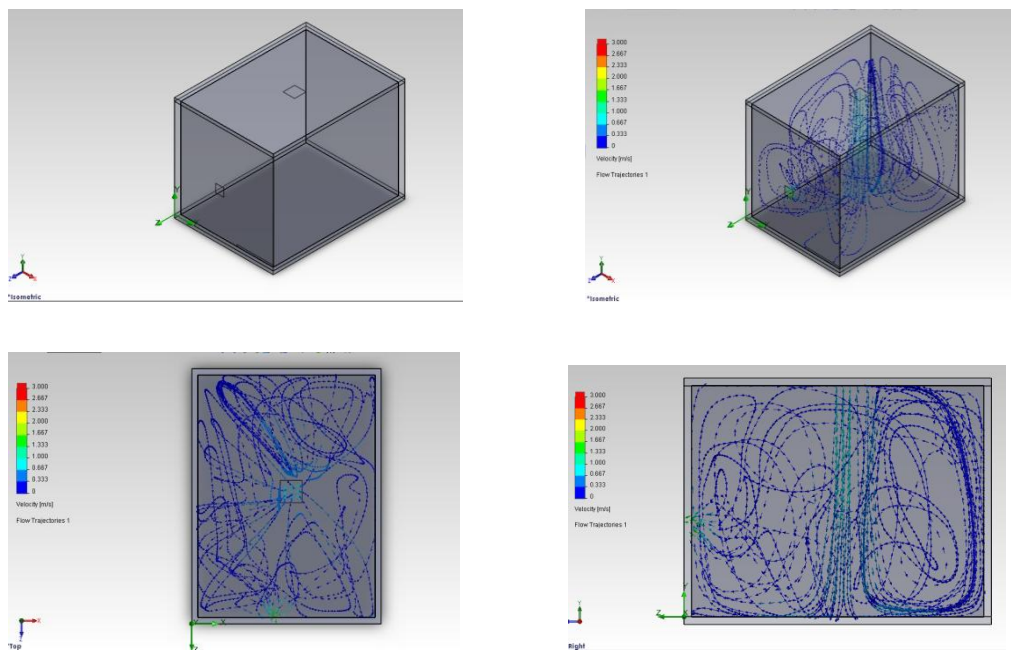 Y
Z
Y
Z X
*Isometric
3.000
2.667
2.333
2.000
1.667
1.333
1.000
0.667
0.333
0
Velocity [m/s]
Flow Trajectories 1
Y
Z
Y
Z X
*Isometric
3.000
2.667
2.333
2.000
1.667
1.333
1.000
0.667
0.333
0
Velocity [m/s]
Flow Trajectories 1
Y
X
Z
X
Z
*Top
3.000
2.667
2.333
2.000
1.667
1.333
1.000
0.667
0.333
0
Velocity [m/s]
Flow Trajectories 1
Y
Z
X
Y
Z
Right